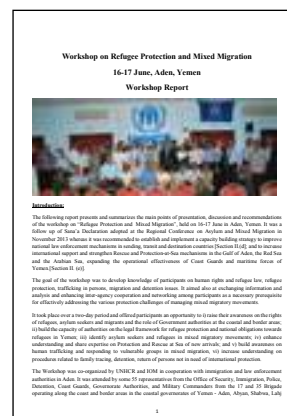 Workshop on Refugee Protection and Mixed Migration
16-17 June, Aden, Yemen
Workshop Report
Introduction:
The following report presents and summarizes the main points of presentation, discussion and recommendations
of the workshop on "Refugee Protection and Mixed Migration", held on 16-17 June in Aden, Yemen. It was a
follow up of Sana'a Declaration adopted at the Regional Conference on Asylum and Mixed Migration in
November 2013 whereas it was recommended to establish and implement a capacity building strategy to improve
national law enforcement mechanisms in sending, transit and destination countries [Section II.(d], and to increase
international support and strengthen Rescue and Protection-at-Sea mechanisms in the Gulf of Aden, the Red Sea
and the Arabian Sea, expanding the operational effectiveness of Coast Guards and maritime forces of
Yemen [Section II. (e)].
The goal of the workshop was to develop knowledge of participants on human rights and refugee law, refugee
protection, trafficking in persons, migration and detention issues. It aimed also at exchanging information and
analysis and enhancing inter-agency cooperation and networking among participants as a necessary prerequisite
for effectively addressing the various protection challenges of managing mixed migratory movements.
It took place over a two-day period and offered participants an opportunity to i) raise their awareness on the rights
of refugees, asylum seekers and migrants and the role of Government authorities at the coastal and border areas;
ii) build the capacity of authorities on the legal framework for refugee protection and national obligations towards
refugees in Yemen; iii) identify asylum seekers and refugees in mixed migratory movements; iv) enhance
understanding and share expertise on Protection and Rescue at Sea of new arrivals; and v) build awareness on
human trafficking and responding to vulnerable groups in mixed migration, vi) increase understanding on
procedures related to family tracing, detention, return of persons not in need of international protection.
The Workshop was co-organized by UNHCR and IOM in cooperation with immigration and law enforcement
authorities in Aden. It was attended by some 55 representatives from the Office of Security, Immigration, Police,
Detention, Coast Guards, Governorate Authorities, and Military Commanders from the 17 and 35 Brigade
operating along the coast and border areas in the coastal governorates of Yemen - Aden, Abyan, Shabwa, Lahj
1